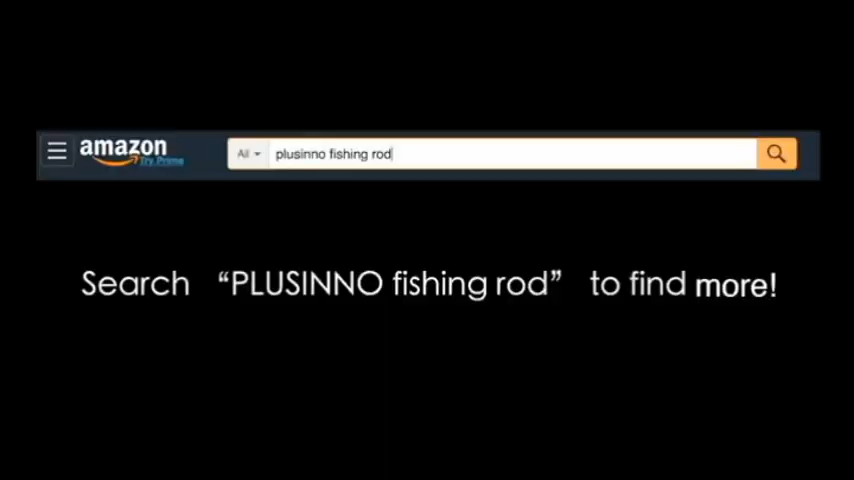 amazon
Try Prime
All
plusinno fishing rod
Search “PLUSINNO fishing rod” to find more!